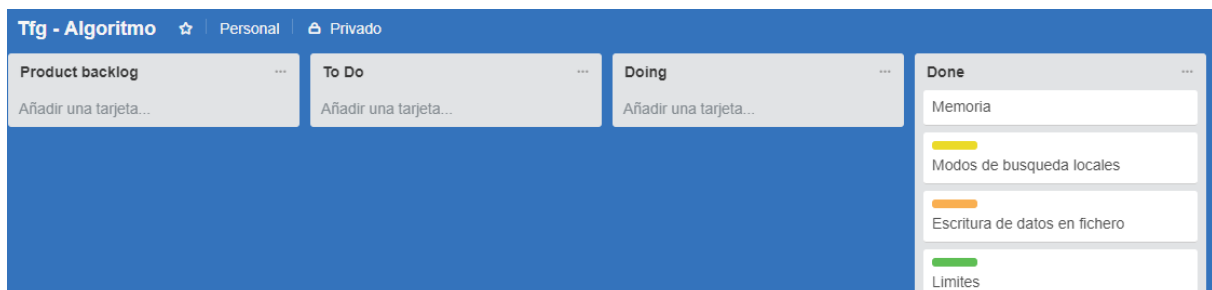 Tfg - Algoritmo Personal Privado
Product backlog ...
Añadir una tarjeta...
To Do ...
Añadir una tarjeta...
Doing ...
Añadir una tarjeta...
Done ...
Memoria
Modos de busqueda locales
Escritura de datos en fichero
Limites